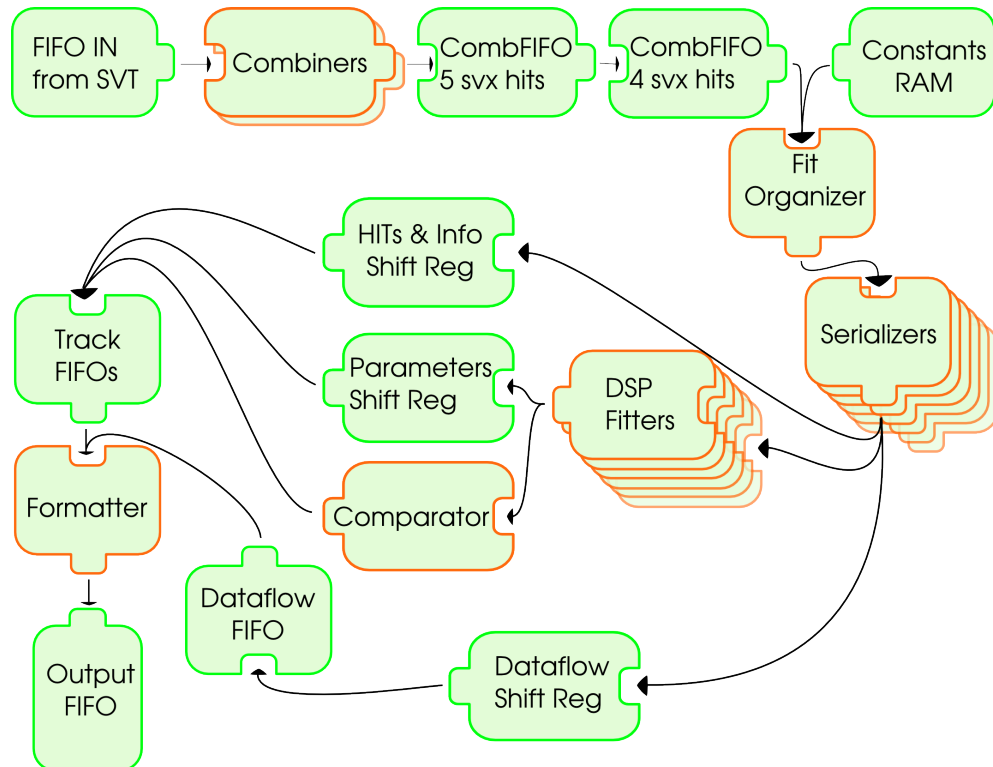 FIFO IN
from SVT
Combiners
CombFIFO
5 svx hits
CombFIFO
4 svx hits
Constants
RAM
Fit
Organizer
HITs & Info
Shift Reg
Serializers
Track
FIFOs
Parameters
Shift Reg
DSP
Fitters
Formatter
Comparator
Dataflow
FIFO
Output
FIFO
Dataflow
Shift Reg